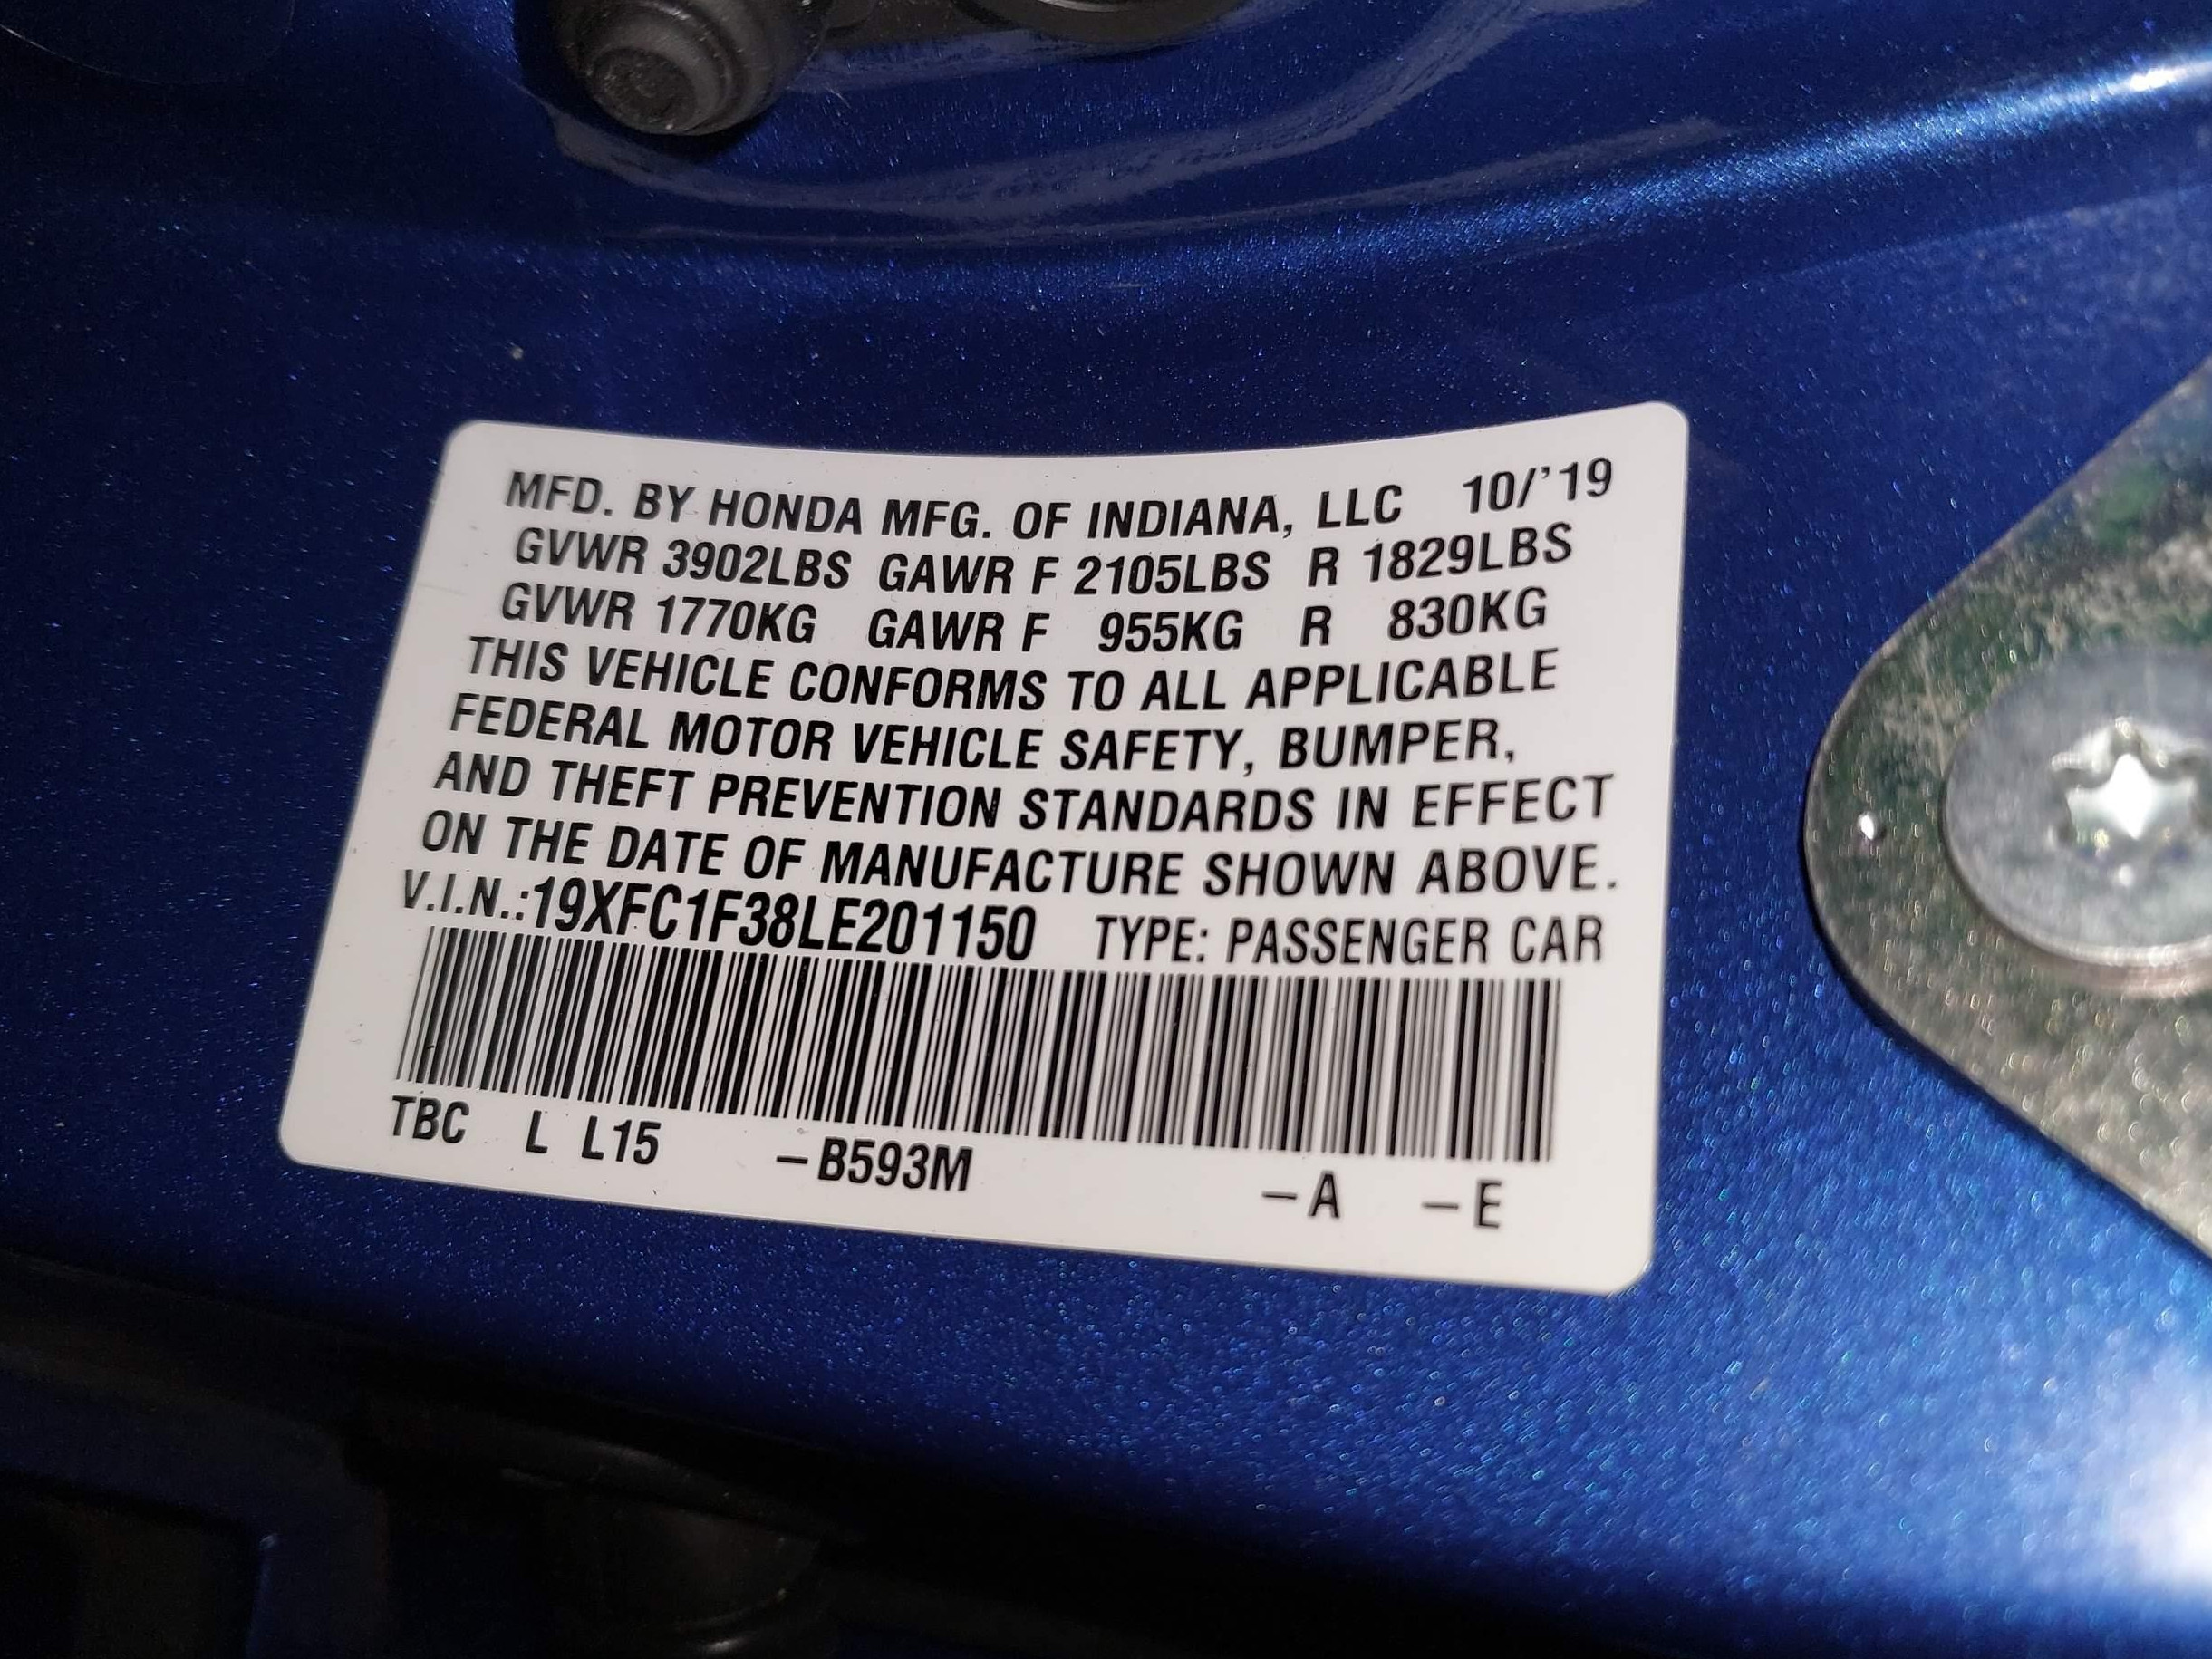 MFD. BY HONDA MFG. OF INDIANA, LLC 10/'19
GVWR 3902LBS GAWR F 2105LBS R 1829LBS
GVWR 1770KG GAWR F 955KG R 830KG
THIS VEHICLE CONFORMS TO ALL APPLICABLE
FEDERAL MOTOR VEHICLE SAFETY, BUMPER,
AND THEFT PREVENTION STANDARDS IN EFFECT
ON THE DATE OF MANUFACTURE SHOWN ABOVE.
V.I.N.:19XFC1F38LE201150 TYPE: PASSENGER CAR
TBC L L15 –B593M –A –E